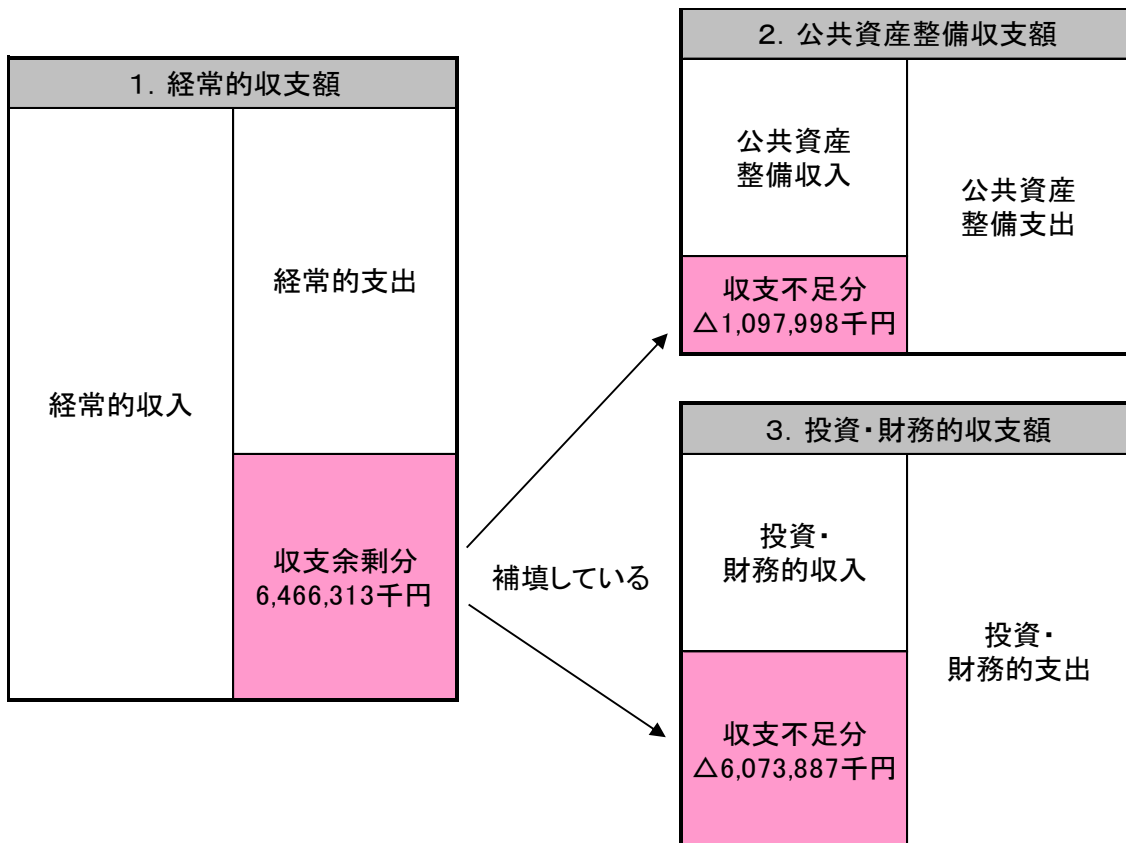 1．経常的収支額
経常的収入
経常的支出
収支余剰分
6,466,313千円
補填している
2．公共資産整備収支額
公共資産
整備収入
収支不足分
△1,097,998千円
公共資産
整備支出
3．投資・財務的収支額
投資・
財務的収入
収支不足分
△6,073,887千円
投資・
財務的支出